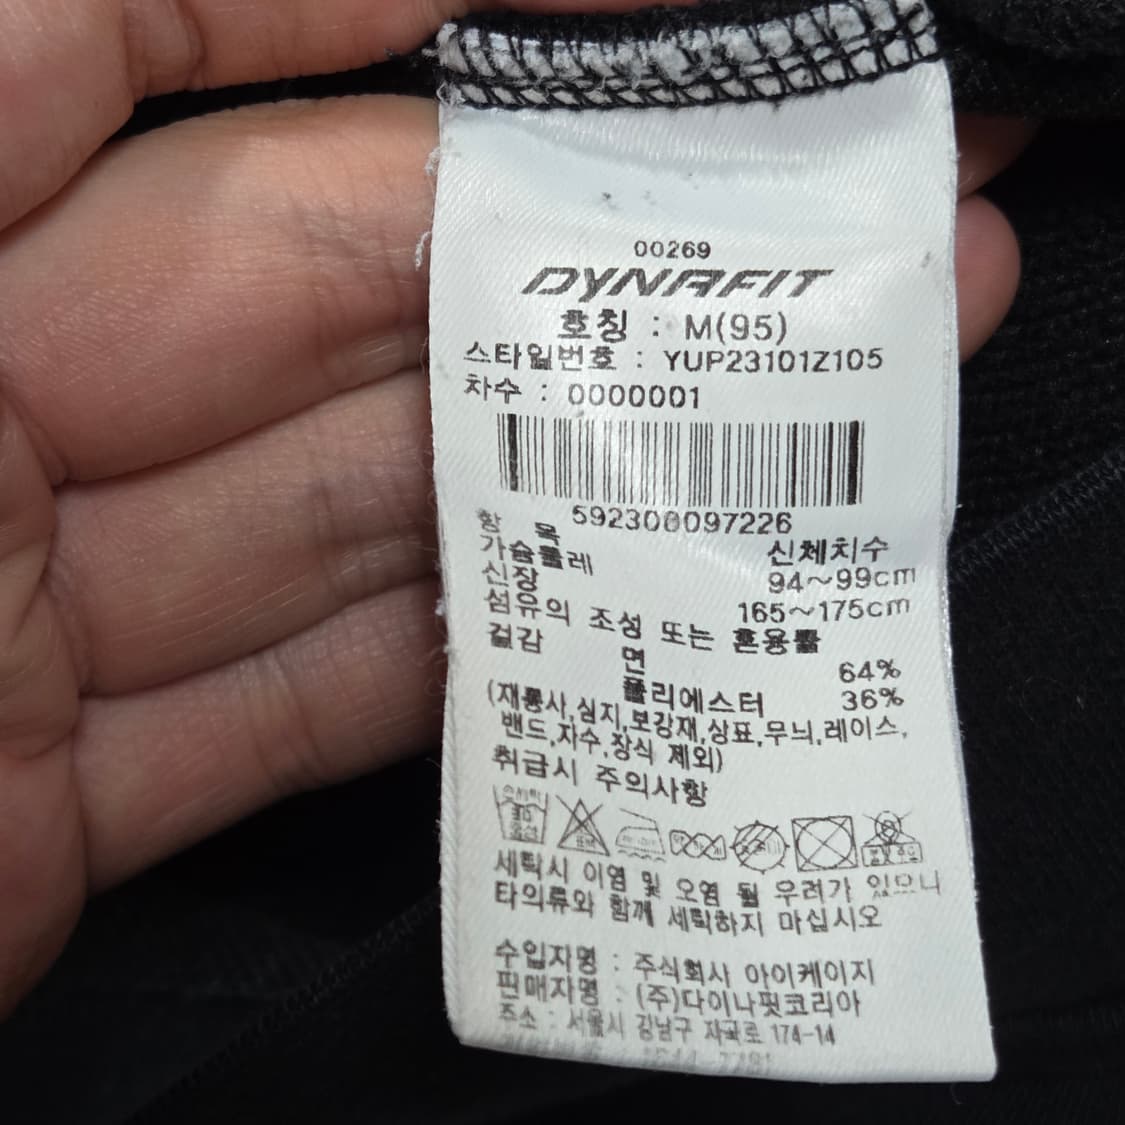 00269
DYNAFIT
호칭 : M(95)
스타일번호 : YUP23101Z105
차수 : 0000001
592300097226
항 목 신체치수
가슴둘레 94~99cm
신장 165~175cm
섬유의 조성 또는 혼용률
겉감
면 64%
폴리에스터 36%
(재봉사,심지,보강재,상표,무늬,레이스,
밴드,자수,장식 제외)
취급시 주의사항
세탁시 이염 및 오염 될 우려가 있으니
타의류와 함께 세탁하지 마십시오
수입자명 : 주식회사 아이케이지
판매자명 : (주)다이나핏코리아
주소 : 서울시 강남구 자곡로 174-14